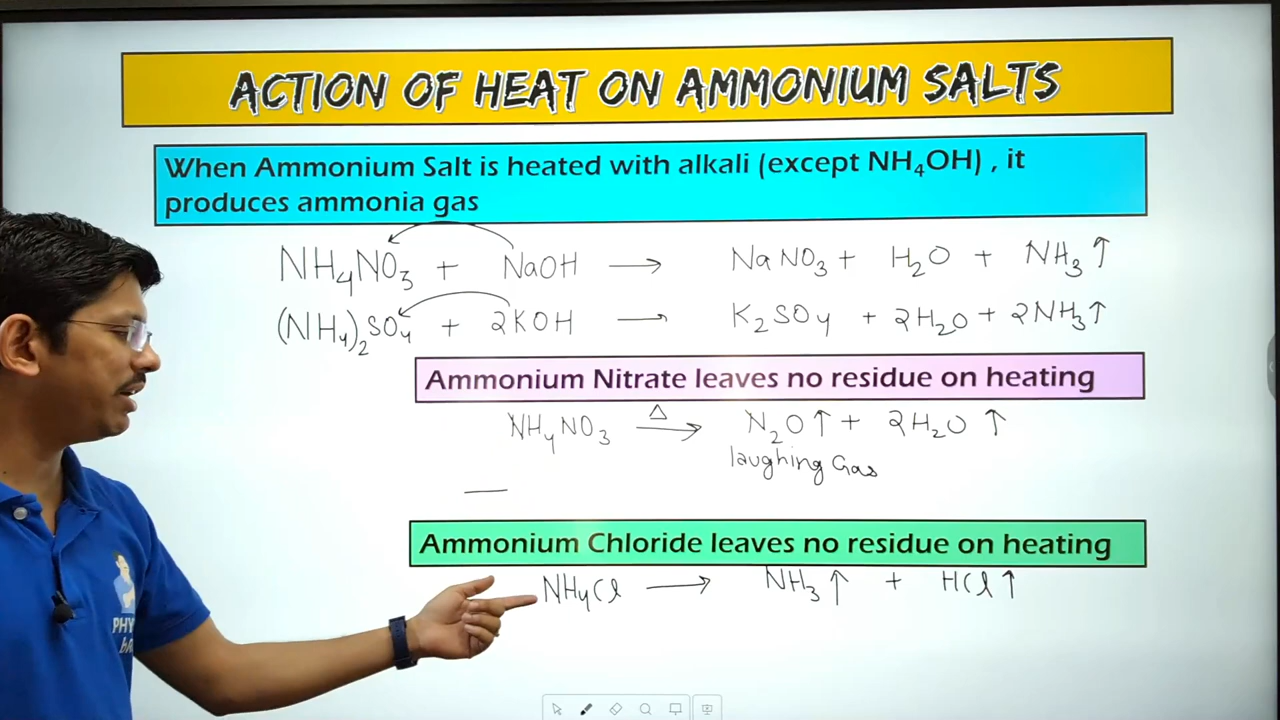 ACTION OF HEAT ON AMMONIUM SALTS
When Ammonium Salt is heated with alkali (except NH₄OH) , it
produces ammonia gas
NH₄NO₃ + NaOH → NaNO₃ + H₂O + NH₃↑
(NH₄)₂SO₄ + 2KOH → K₂SO₄ + 2H₂O + 2NH₃↑
Ammonium Nitrate leaves no residue on heating
NH₄NO₃ —Δ→ N₂O↑ + 2H₂O↑
laughing Gas
Ammonium Chloride leaves no residue on heating
NH₄Cl → NH₃↑ + HCl↑